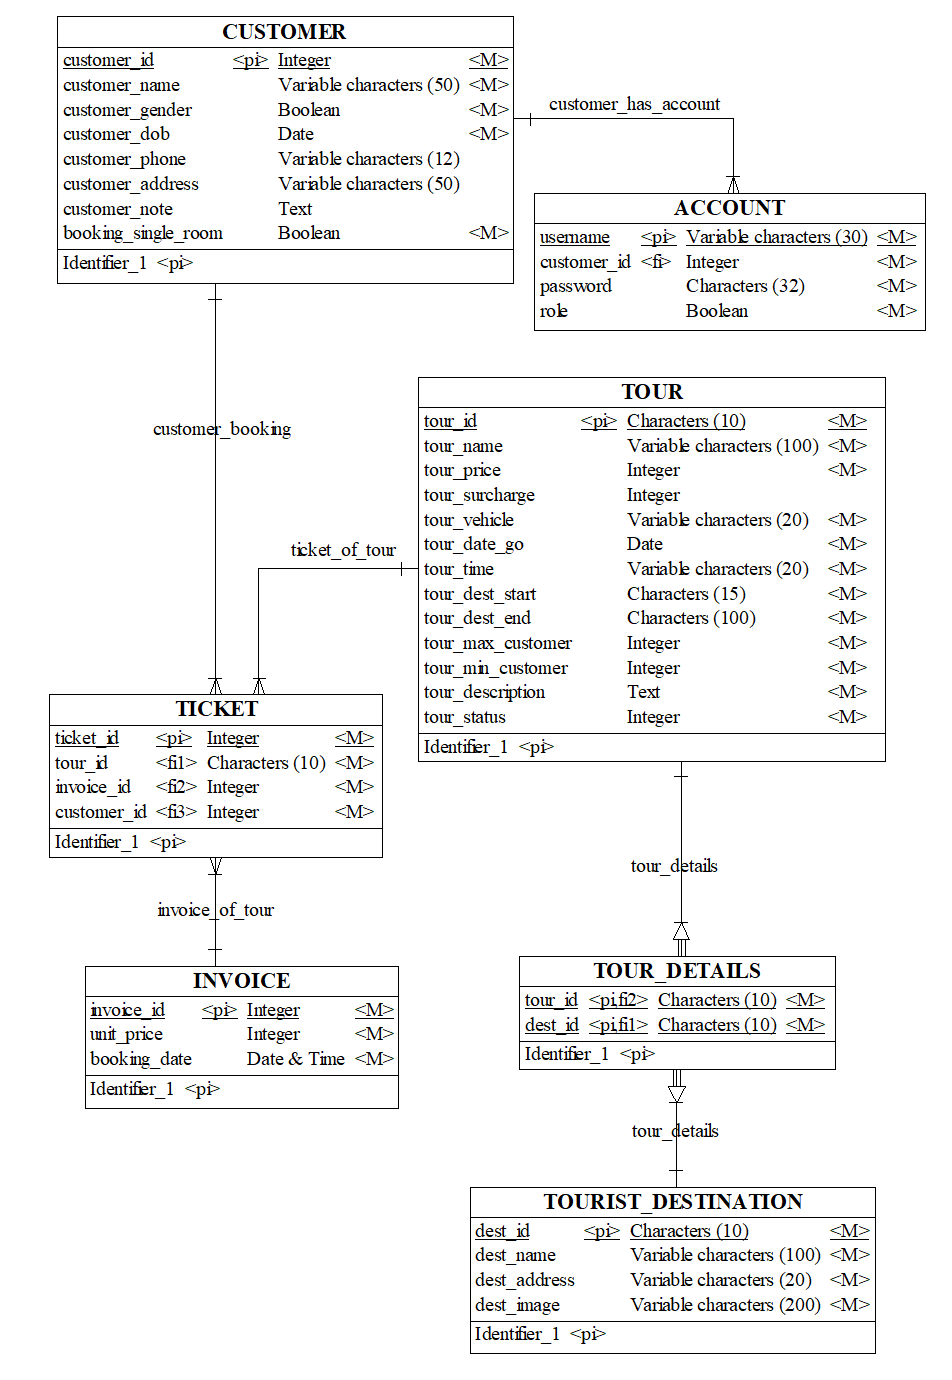 CUSTOMER
customer_id <pi> Integer <M>
customer_name Variable characters (50) <M>
customer_gender Boolean <M>
customer_dob Date <M>
customer_phone Variable characters (12)
customer_address Variable characters (50)
customer_note Text
booking_single_room Boolean <M>
Identifier_1 <pi>
customer_has_account
ACCOUNT
username <pi> Variable characters (30) <M>
customer_id <fi> Integer <M>
password Characters (32) <M>
role Boolean <M>
customer_booking
TOUR
tour_id <pi> Characters (10) <M>
tour_name Variable characters (100) <M>
tour_price Integer <M>
tour_surcharge Integer
tour_vehicle Variable characters (20) <M>
tour_date_go Date <M>
tour_time Variable characters (20) <M>
tour_dest_start Characters (15) <M>
tour_dest_end Characters (100) <M>
tour_max_customer Integer <M>
tour_min_customer Integer <M>
tour_description Text <M>
tour_status Integer <M>
Identifier_1 <pi>
ticket_of_tour
TICKET
ticket_id <pi> Integer <M>
tour_id <fi1> Characters (10) <M>
invoice_id <fi2> Integer <M>
customer_id <fi3> Integer <M>
Identifier_1 <pi>
invoice_of_tour
INVOICE
invoice_id <pi> Integer <M>
unit_price Integer <M>
booking_date Date & Time <M>
Identifier_1 <pi>
tour_details
TOUR_DETAILS
tour_id <pi,fi2> Characters (10) <M>
dest_id <pi,fi1> Characters (10) <M>
Identifier_1 <pi>
tour_details
TOURIST_DESTINATION
dest_id <pi> Characters (10) <M>
dest_name Variable characters (100) <M>
dest_address Variable characters (20) <M>
dest_image Variable characters (200) <M>
Identifier_1 <pi>